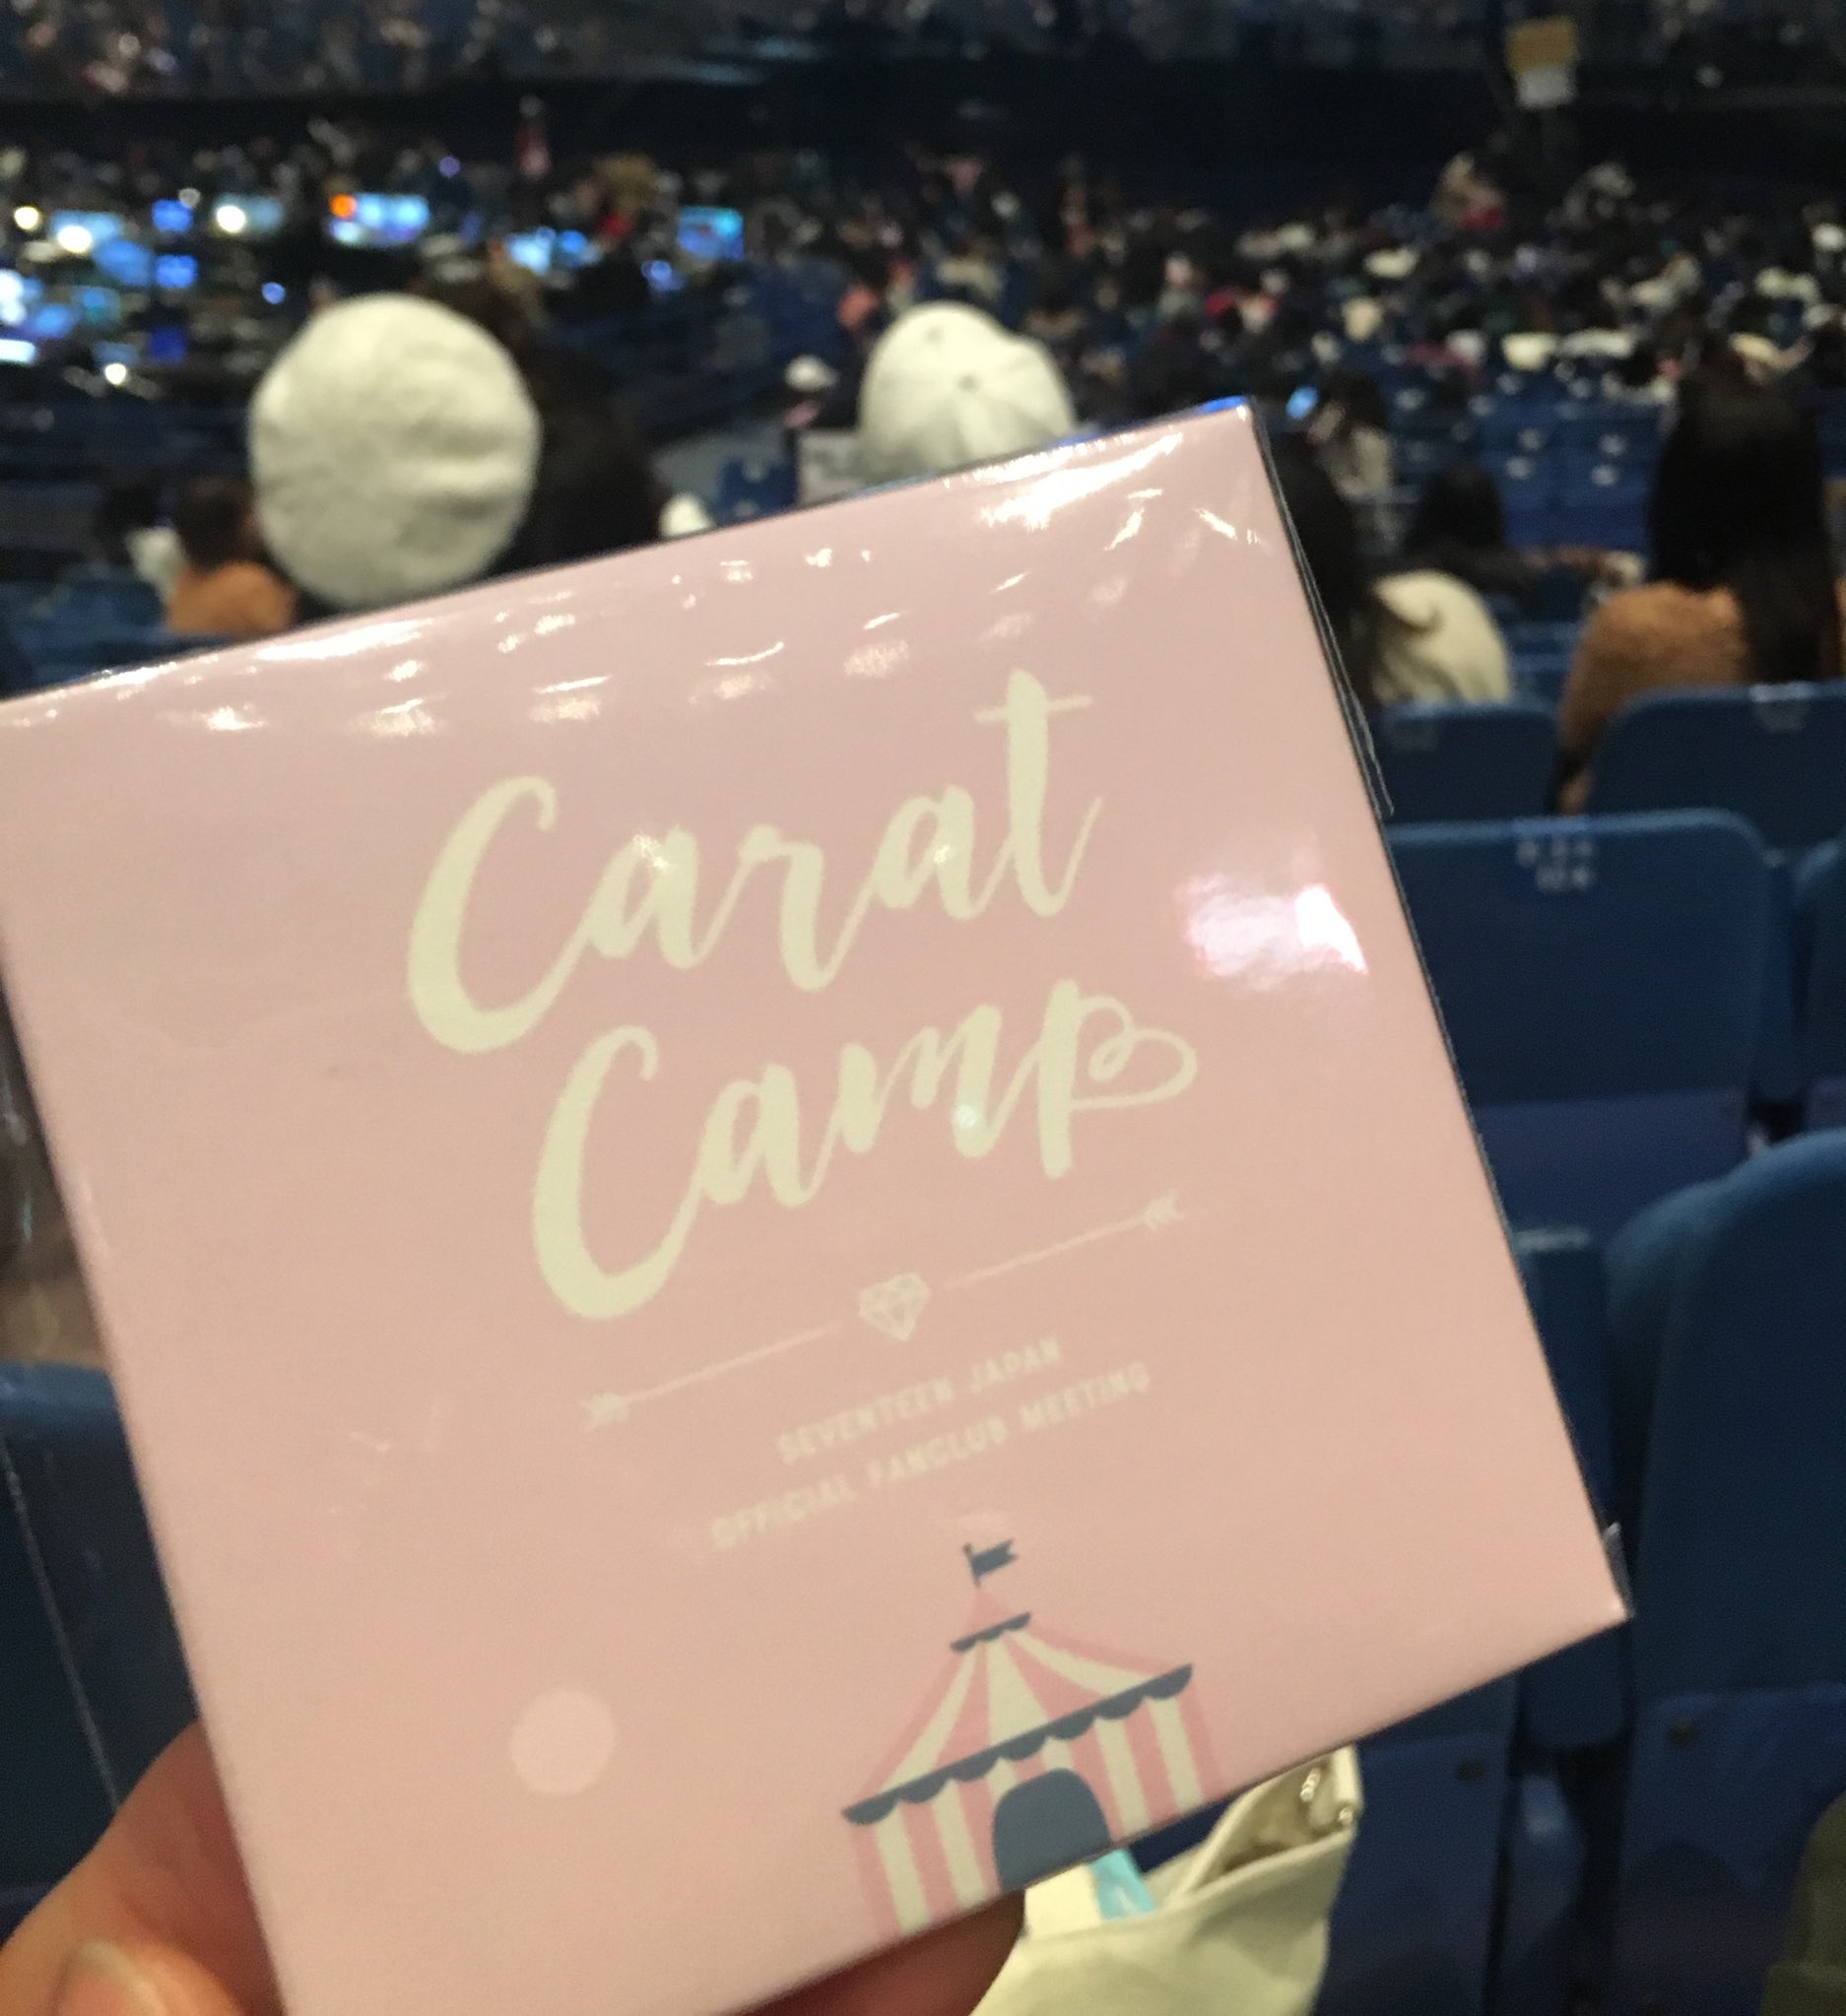 Carat
Camp
SEVENTEEN JAPAN
OFFICIAL FANCLUB MEETING